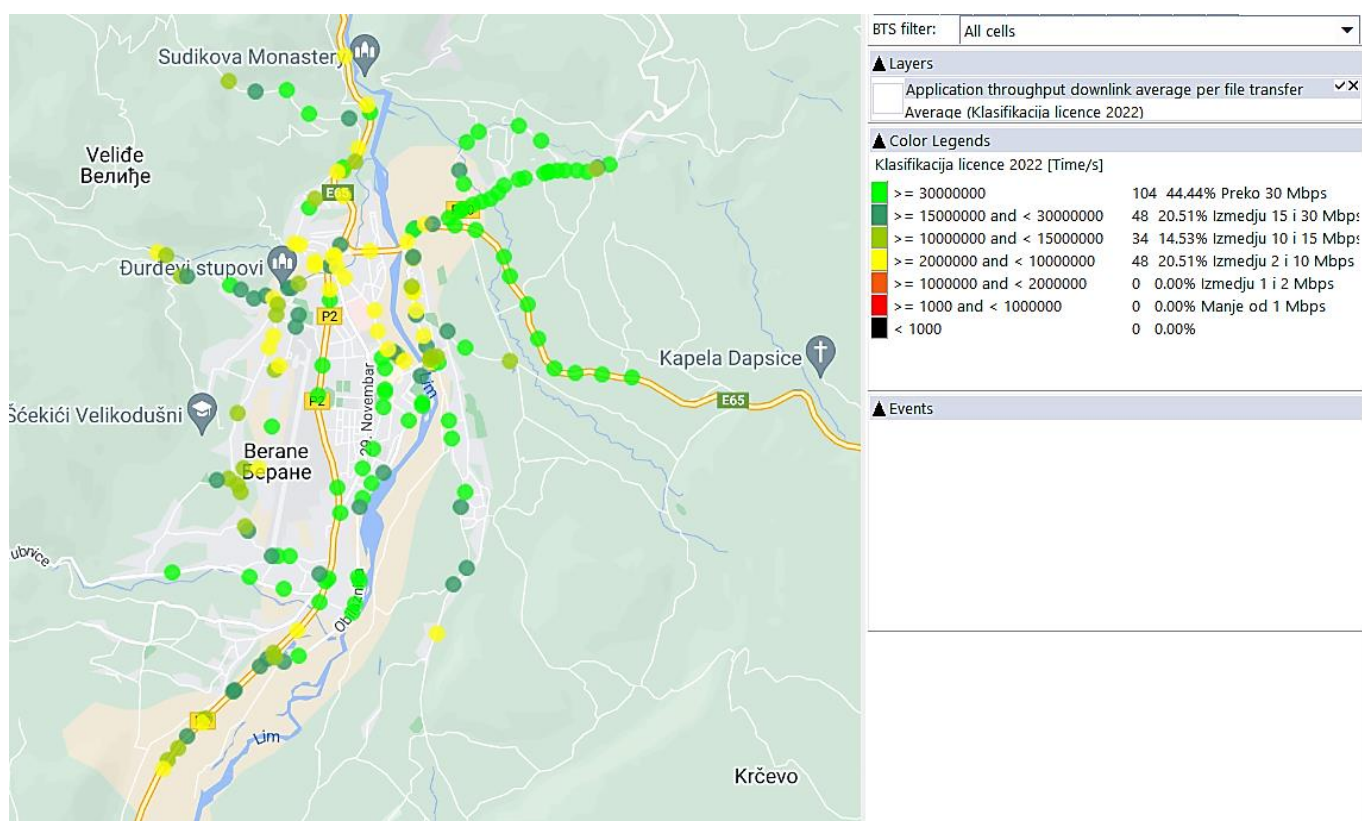 Sudikova Monastery
Veliđe
Велиђе
E65
Đurđevi stupovi
P2
Kapela Dapsice
29. Novembar
Lim
P2
E65
Šćekići Velikodušni
Berane
Беране
ubnice
Lim
Krčevo
BTS filter:
All cells
Layers
Application throughput downlink average per file transfer
Average (Klasifikacija licence 2022)
Color Legends
Klasifikacija licence 2022 [Time/s]
>= 30000000 104 44.44% Preko 30 Mbps
>= 15000000 and < 30000000 48 20.51% Izmedju 15 i 30 Mbps
>= 10000000 and < 15000000 34 14.53% Izmedju 10 i 15 Mbps
>= 2000000 and < 10000000 48 20.51% Izmedju 2 i 10 Mbps
>= 1000000 and < 2000000 0 0.00% Izmedju 1 i 2 Mbps
>= 1000 and < 1000000 0 0.00% Manje od 1 Mbps
< 1000 0 0.00%
Events